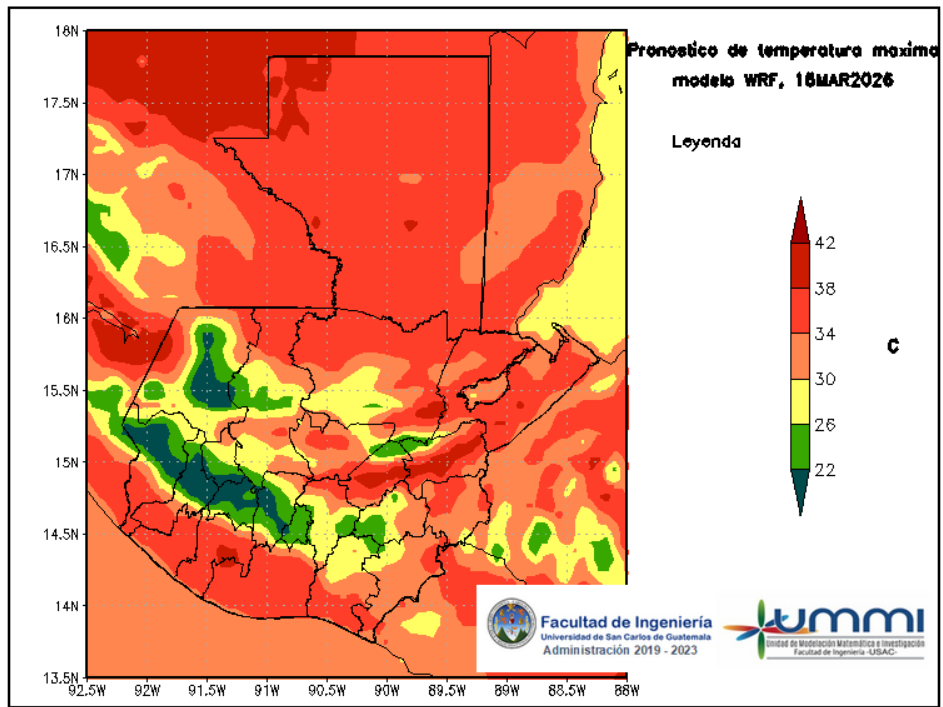 Pronostico de temperatura maxima
modelo WRF, 16MAR2026
Leyenda
42
38
34
30
26
22
C
18N
17.5N
17N
16.5N
16N
15.5N
15N
14.5N
14N
13.5N
92.5W
92W
91.5W
91W
90.5W
90W
89.5W
89W
88.5W
88W
Facultad de Ingeniería
Universidad de San Carlos de Guatemala
Administración 2019 - 2023
UMMI
Unidad de Modelación Matemática e Investigación
Facultad de Ingeniería -USAC-